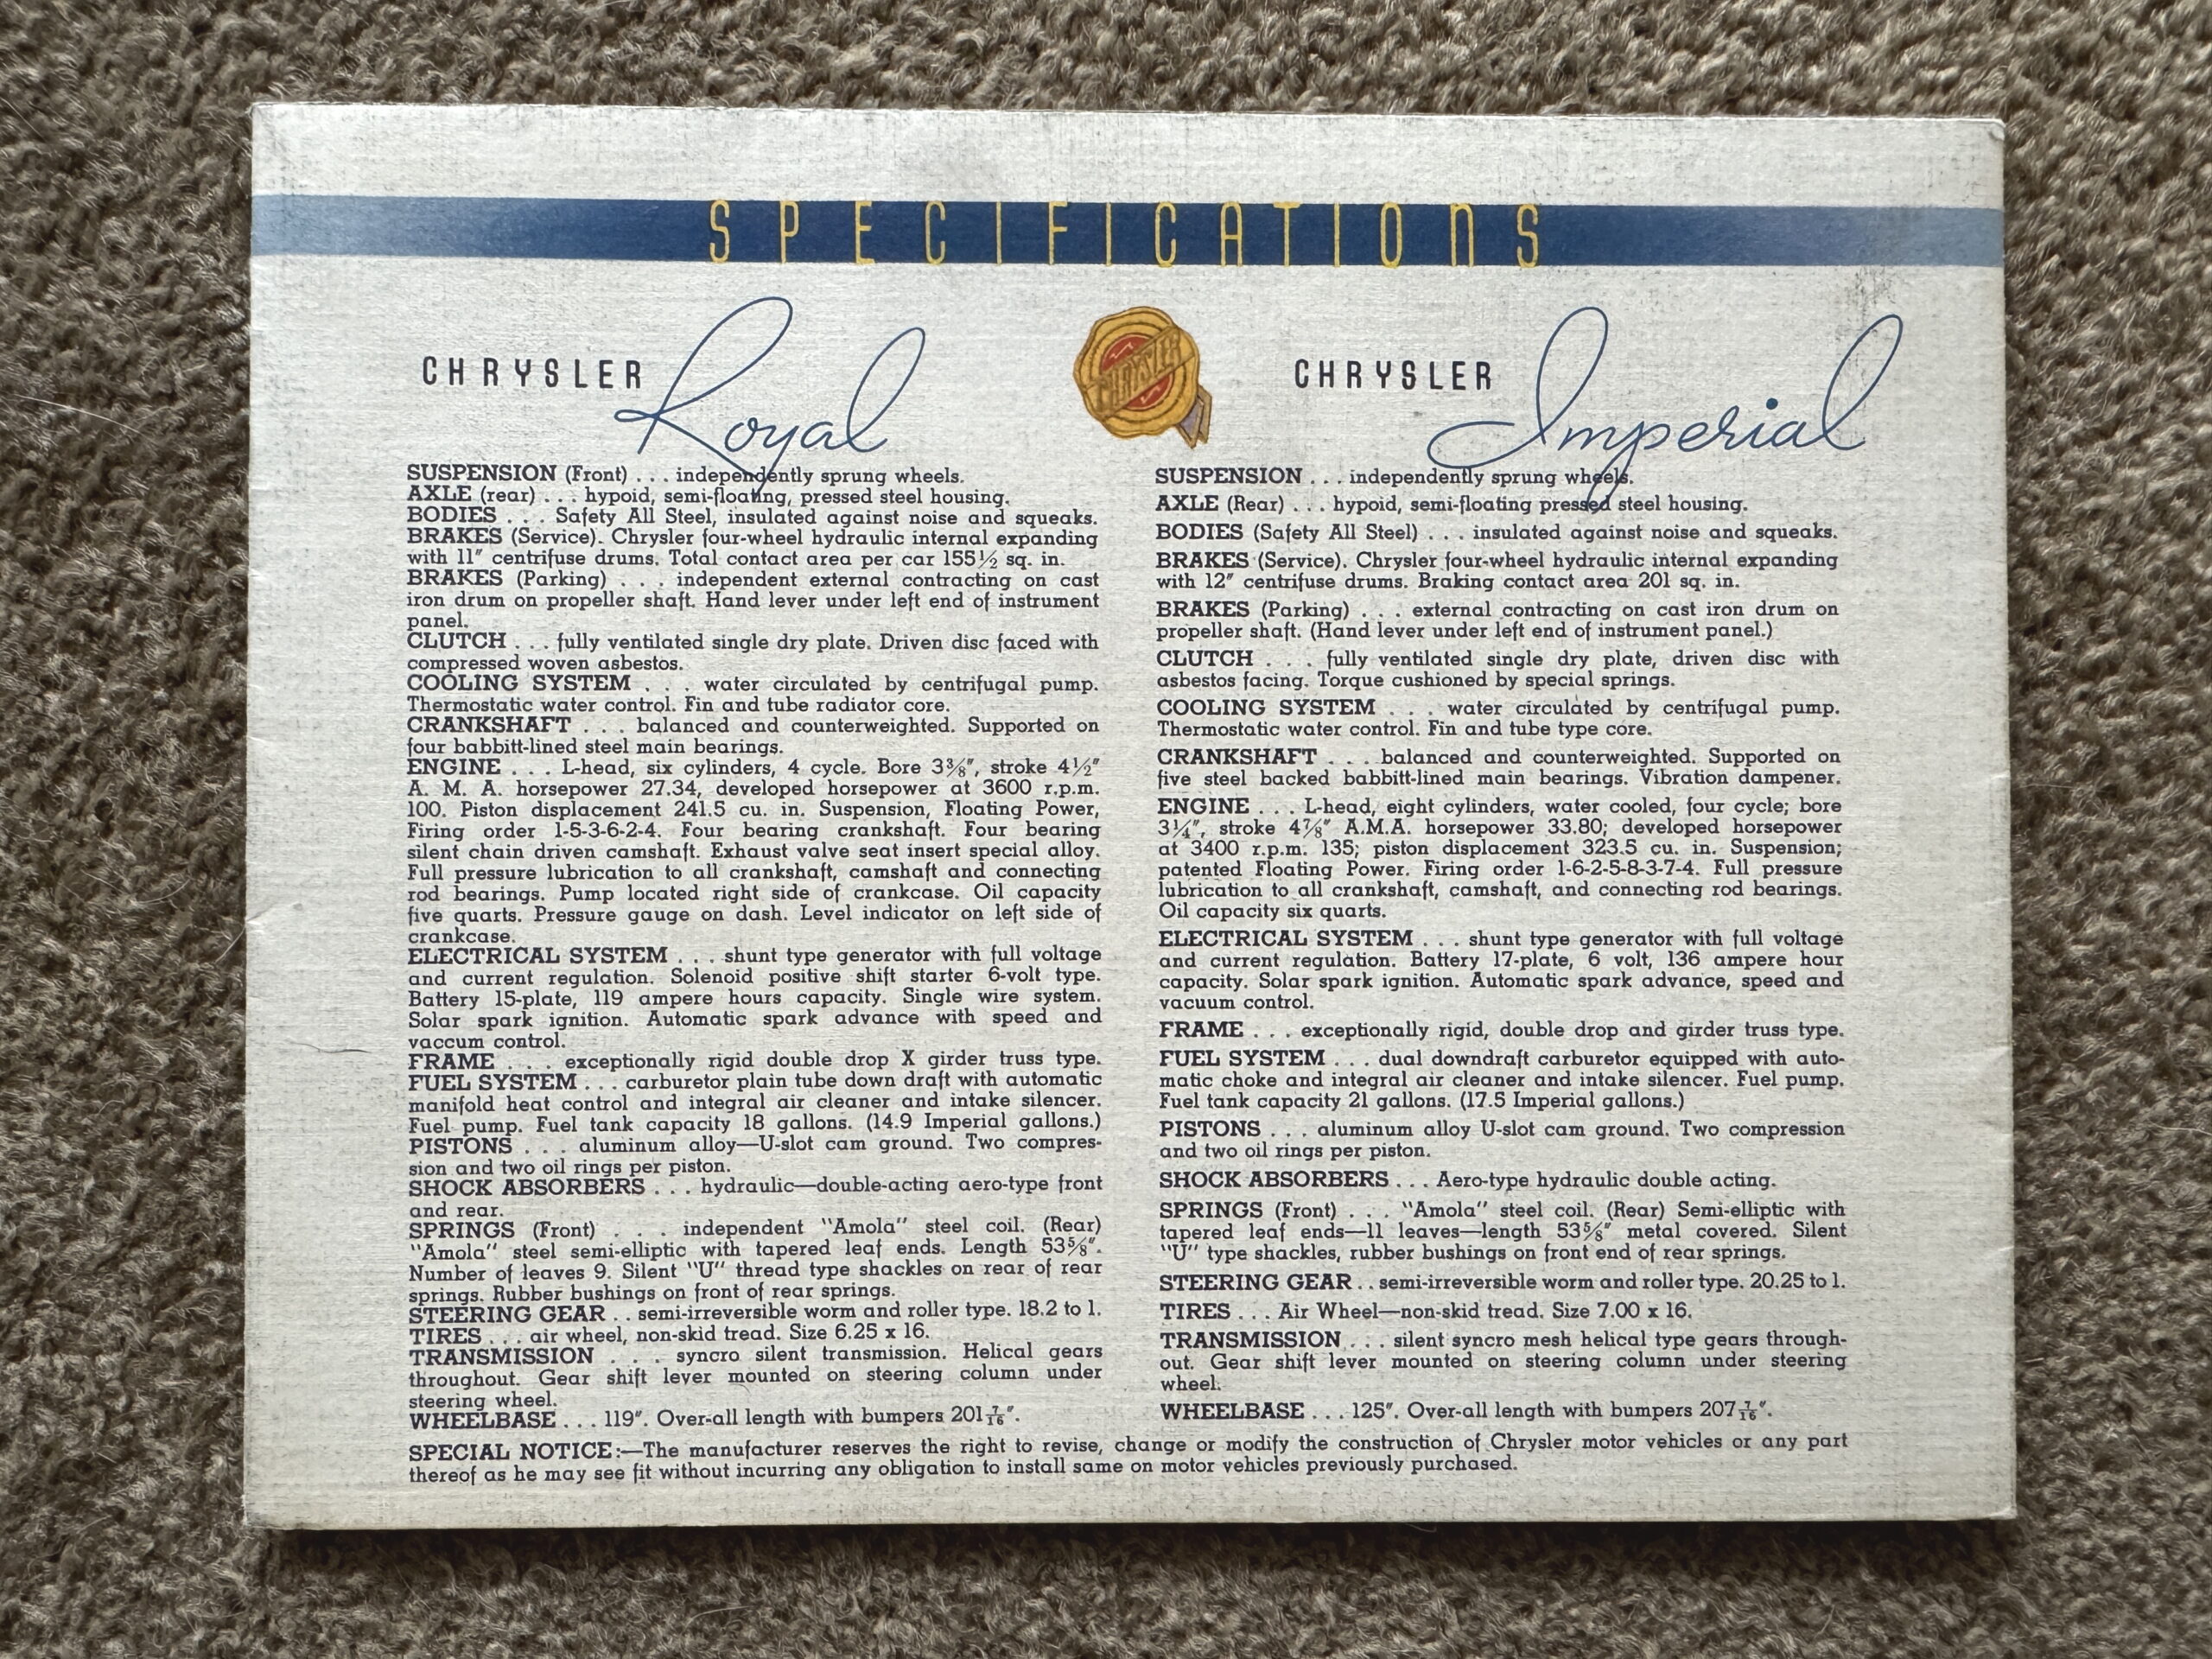 SPECIFICATIONS
CHRYSLER Royal
CHRYSLER
CHRYSLER Imperial
SUSPENSION (Front) . . . independently sprung wheels.
AXLE (rear) . . . hypoid, semi-floating, pressed steel housing.
BODIES . . . Safety All Steel, insulated against noise and squeaks.
BRAKES (Service). Chrysler four-wheel hydraulic internal expanding
with 11″ centrifuse drums. Total contact area per car 155½ sq. in.
BRAKES (Parking) . . . independent external contracting on cast
iron drum on propeller shaft. Hand lever under left end of instrument
panel.
CLUTCH . . . fully ventilated single dry plate. Driven disc faced with
compressed woven asbestos.
COOLING SYSTEM . . . water circulated by centrifugal pump.
Thermostatic water control. Fin and tube radiator core.
CRANKSHAFT . . . balanced and counterweighted. Supported on
four babbitt-lined steel main bearings.
ENGINE . . . L-head, six cylinders, 4 cycle. Bore 3⅜″, stroke 4½″
A. M. A. horsepower 27.34, developed horsepower at 3600 r.p.m.
100. Piston displacement 241.5 cu. in. Suspension, Floating Power,
Firing order 1-5-3-6-2-4. Four bearing crankshaft. Four bearing
silent chain driven camshaft. Exhaust valve seat insert special alloy.
Full pressure lubrication to all crankshaft, camshaft and connecting
rod bearings. Pump located right side of crankcase. Oil capacity
five quarts. Pressure gauge on dash. Level indicator on left side of
crankcase.
ELECTRICAL SYSTEM . . . shunt type generator with full voltage
and current regulation. Solenoid positive shift starter 6-volt type.
Battery 15-plate, 119 ampere hours capacity. Single wire system.
Solar spark ignition. Automatic spark advance with speed and
vaccum control.
FRAME . . . exceptionally rigid double drop X girder truss type.
FUEL SYSTEM . . . carburetor plain tube down draft with automatic
manifold heat control and integral air cleaner and intake silencer.
Fuel pump. Fuel tank capacity 18 gallons. (14.9 Imperial gallons.)
PISTONS . . . aluminum alloy—U-slot cam ground. Two compres-
sion and two oil rings per piston.
SHOCK ABSORBERS . . . hydraulic—double-acting aero-type front
and rear.
SPRINGS (Front) . . . independent "Amola" steel coil. (Rear)
"Amola" steel semi-elliptic with tapered leaf ends. Length 53⅝″.
Number of leaves 9. Silent "U" thread type shackles on rear of rear
springs. Rubber bushings on front of rear springs.
STEERING GEAR . . semi-irreversible worm and roller type. 18.2 to 1.
TIRES . . . air wheel, non-skid tread. Size 6.25 x 16.
TRANSMISSION . . . syncro silent transmission. Helical gears
throughout. Gear shift lever mounted on steering column under
steering wheel.
WHEELBASE . . . 119″. Over-all length with bumpers 201 7/16″.
SUSPENSION . . . independently sprung wheels.
AXLE (Rear) . . . hypoid, semi-floating pressed steel housing.
BODIES (Safety All Steel) . . . insulated against noise and squeaks.
BRAKES (Service). Chrysler four-wheel hydraulic internal expanding
with 12″ centrifuse drums. Braking contact area 201 sq. in.
BRAKES (Parking) . . . external contracting on cast iron drum on
propeller shaft. (Hand lever under left end of instrument panel.)
CLUTCH . . . fully ventilated single dry plate, driven disc with
asbestos facing. Torque cushioned by special springs.
COOLING SYSTEM . . . water circulated by centrifugal pump.
Thermostatic water control. Fin and tube type core.
CRANKSHAFT . . . balanced and counterweighted. Supported on
five steel backed babbitt-lined main bearings. Vibration dampener.
ENGINE . . . L-head, eight cylinders, water cooled, four cycle; bore
3¼″, stroke 4⅞″ A.M.A. horsepower 33.80; developed horsepower
at 3400 r.p.m. 135; piston displacement 323.5 cu. in. Suspension;
patented Floating Power. Firing order 1-6-2-5-8-3-7-4. Full pressure
lubrication to all crankshaft, camshaft, and connecting rod bearings.
Oil capacity six quarts.
ELECTRICAL SYSTEM . . . shunt type generator with full voltage
and current regulation. Battery 17-plate, 6 volt, 136 ampere hour
capacity. Solar spark ignition. Automatic spark advance, speed and
vacuum control.
FRAME . . . exceptionally rigid, double drop and girder truss type.
FUEL SYSTEM . . . dual downdraft carburetor equipped with auto-
matic choke and integral air cleaner and intake silencer. Fuel pump.
Fuel tank capacity 21 gallons. (17.5 Imperial gallons.)
PISTONS . . . aluminum alloy U-slot cam ground. Two compression
and two oil rings per piston.
SHOCK ABSORBERS . . . Aero-type hydraulic double acting.
SPRINGS (Front) . . . "Amola" steel coil. (Rear) Semi-elliptic with
tapered leaf ends—11 leaves—length 53⅝″ metal covered. Silent
"U" type shackles, rubber bushings on front end of rear springs.
STEERING GEAR . . semi-irreversible worm and roller type. 20.25 to 1.
TIRES . . . Air Wheel—non-skid tread. Size 7.00 x 16.
TRANSMISSION . . . silent syncro mesh helical type gears through-
out. Gear shift lever mounted on steering column under steering
wheel.
WHEELBASE . . . 125″. Over-all length with bumpers 207 7/16″.
SPECIAL NOTICE:—The manufacturer reserves the right to revise, change or modify the construction of Chrysler motor vehicles or any part
thereof as he may see fit without incurring any obligation to install same on motor vehicles previously purchased.